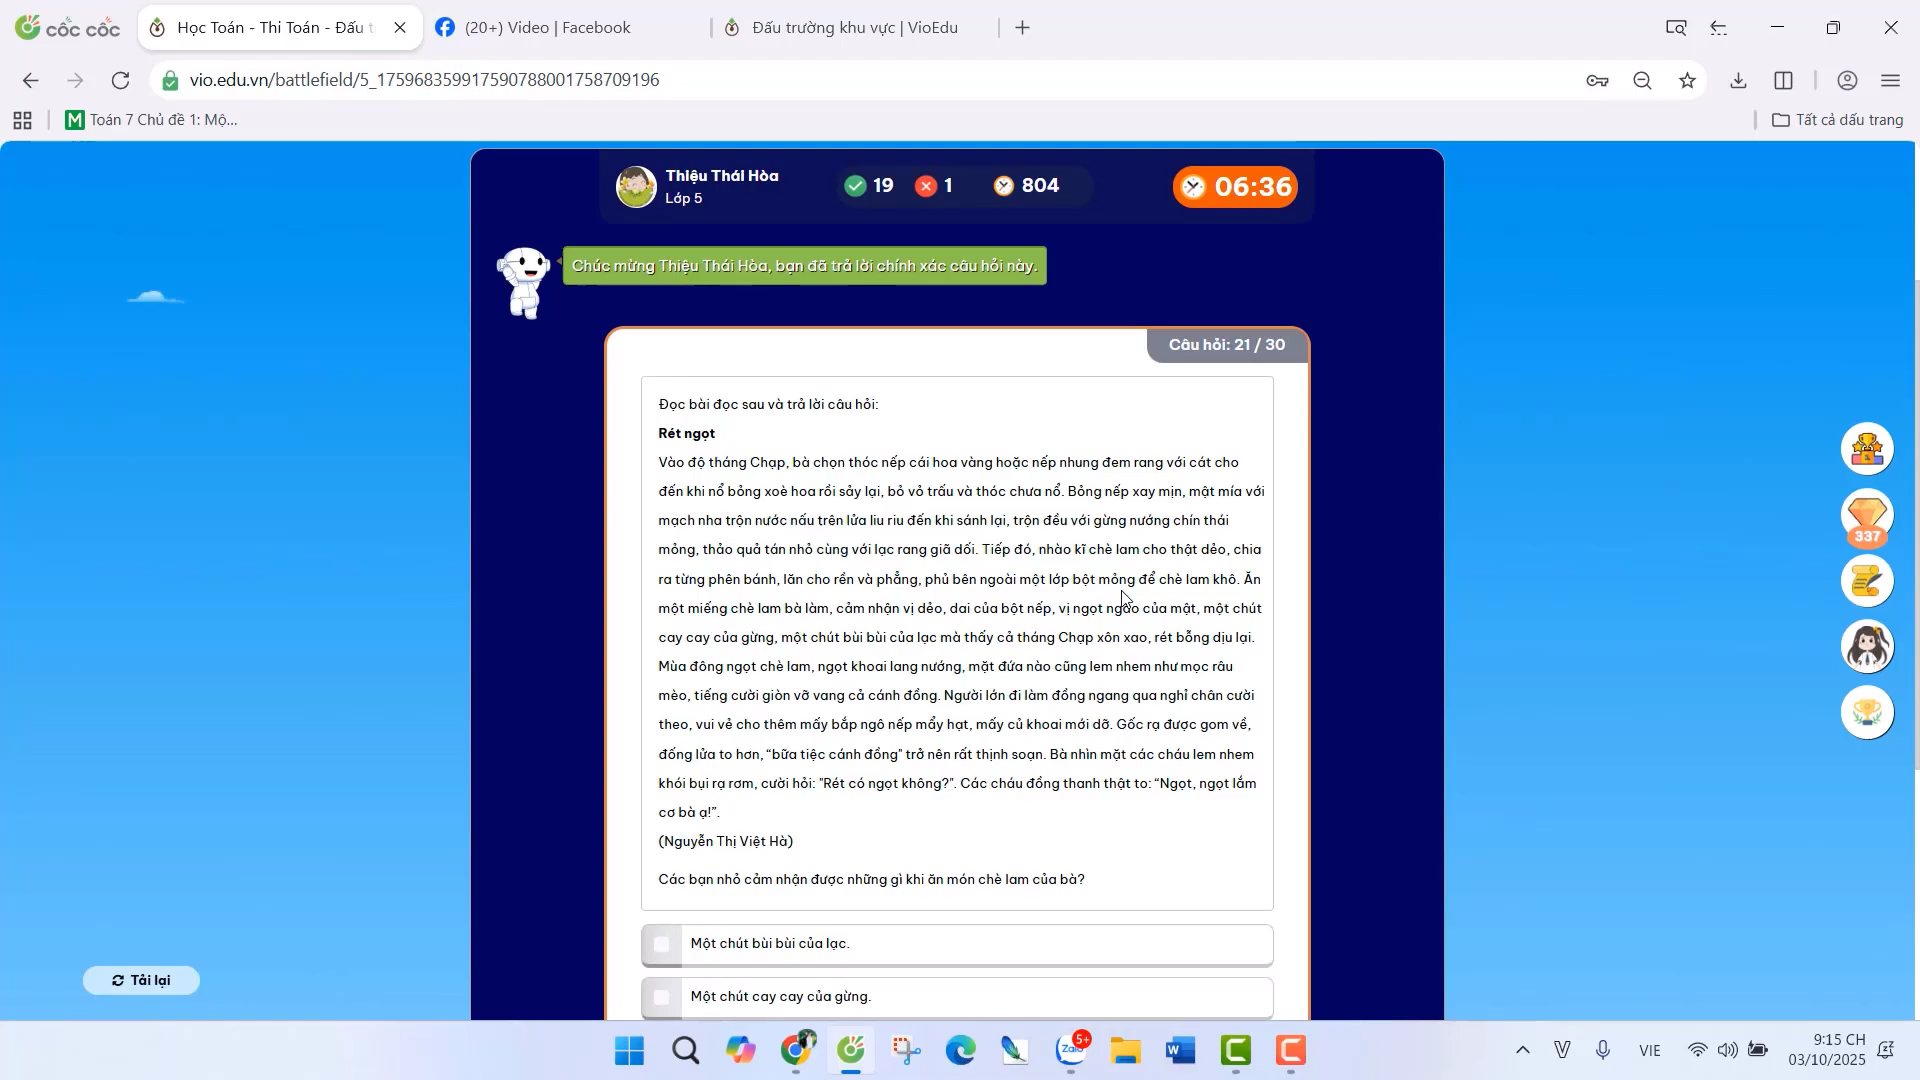 cốc cốc
Học Toán - Thi Toán - Đấu t
(20+) Video | Facebook
Đấu trường khu vực | VioEdu
vio.edu.vn/battlefield/5_1759683599175907880017​58709196
Toán 7 Chủ đề 1: Mộ...
Tất cả dấu trang
Thiệu Thái Hòa
Lớp 5
19
1
804
06:36
Chúc mừng Thiệu Thái Hòa, bạn đã trả lời chính xác câu hỏi này.
Câu hỏi: 21 / 30
Đọc bài đọc sau và trả lời câu hỏi:
Rét ngọt
Vào độ tháng Chạp, bà chọn thóc nếp cái hoa vàng hoặc nếp nhung đem rang với cát cho
đến khi nổ bỏng xoè hoa rồi sảy lại, bỏ vỏ trấu và thóc chưa nổ. Bỏng nếp xay mịn, mật mía với
mạch nha trộn nước nấu trên lửa liu riu đến khi sánh lại, trộn đều với gừng nướng chín thái
mỏng, thảo quả tán nhỏ cùng với lạc rang giã dối. Tiếp đó, nhào kĩ chè lam cho thật dẻo, chia
ra từng phên bánh, lăn cho rền và phẳng, phủ bên ngoài một lớp bột mỏng để chè lam khô. Ăn
một miếng chè lam bà làm, cảm nhận vị dẻo, dai của bột nếp, vị ngọt ngào của mật, một chút
cay cay của gừng, một chút bùi bùi của lạc mà thấy cả tháng Chạp xôn xao, rét bỗng dịu lại.
Mùa đông ngọt chè lam, ngọt khoai lang nướng, mặt đứa nào cũng lem nhem như mọc râu
mèo, tiếng cười giòn vỡ vang cả cánh đồng. Người lớn đi làm đồng ngang qua nghỉ chân cười
theo, vui vẻ cho thêm mấy bắp ngô nếp mẩy hạt, mấy củ khoai mới dỡ. Gốc rạ được gom về,
đống lửa to hơn, “bữa tiệc cánh đồng" trở nên rất thịnh soạn. Bà nhìn mặt các cháu lem nhem
khói bụi rạ rơm, cười hỏi: "Rét có ngọt không?". Các cháu đồng thanh thật to: “Ngọt, ngọt lắm
cơ bà ạ!”.
(Nguyễn Thị Việt Hà)
Các bạn nhỏ cảm nhận được những gì khi ăn món chè lam của bà?
Một chút bùi bùi của lạc.
Một chút cay cay của gừng.
337
Tải lại
5+
Zalo
VIE
9:15 CH
03/10/2025